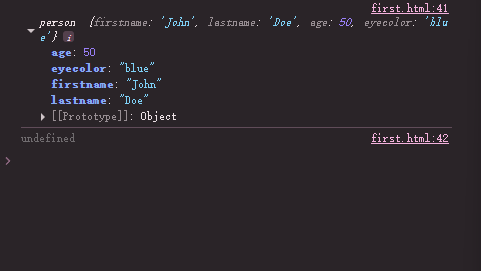 first.html:41
person {firstname: 'John', lastname: 'Doe', age: 50, eyecolor: 'blu
e'} i
age: 50
eyecolor: "blue"
firstname: "John"
lastname: "Doe"
[[Prototype]]: Object
undefined first.html:42